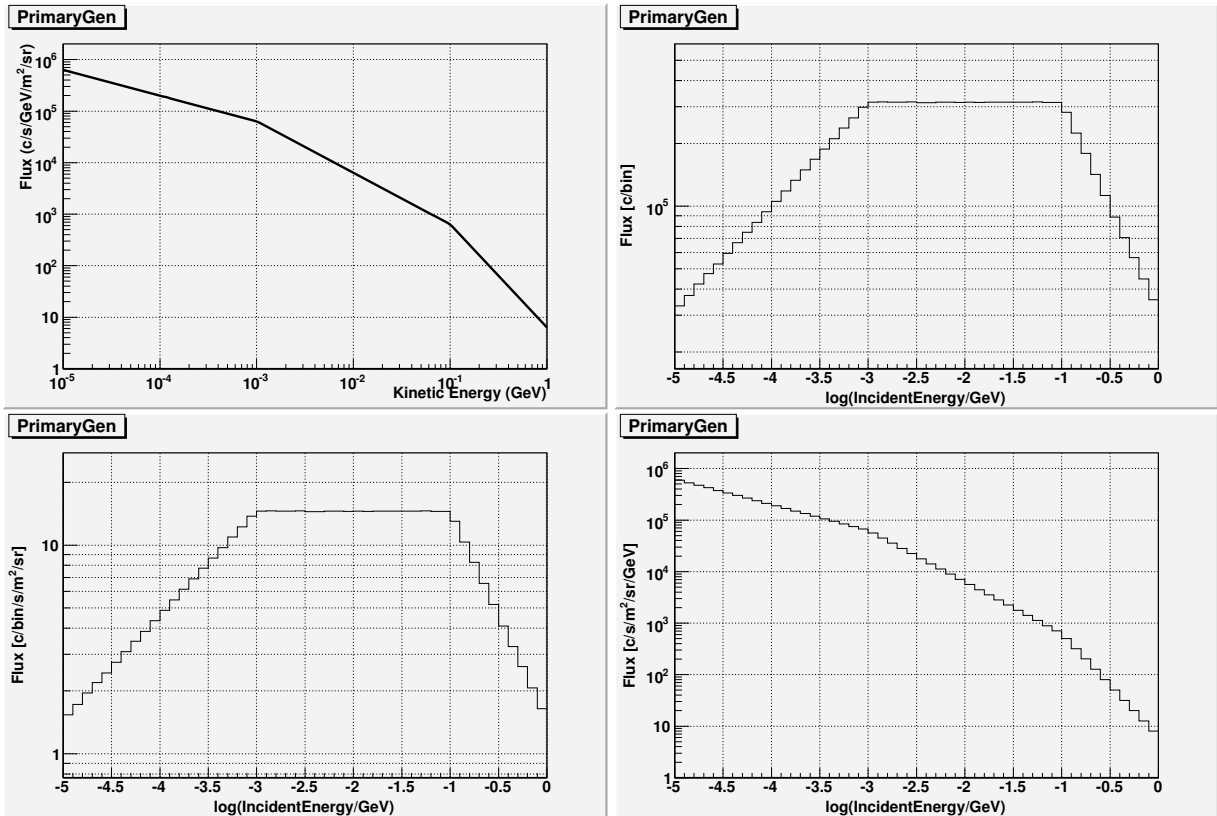 PrimaryGen
Flux (c/s/GeV/m²/sr)
10⁶
10⁵
10⁴
10³
10²
10
1
10⁻⁵ 10⁻⁴ 10⁻³ 10⁻² 10⁻¹ 1
Kinetic Energy (GeV)
PrimaryGen
Flux [c/bin]
10⁵
-5 -4.5 -4 -3.5 -3 -2.5 -2 -1.5 -1 -0.5 0
log(IncidentEnergy/GeV)
PrimaryGen
Flux [c/bin/s/m²/sr]
10
1
-5 -4.5 -4 -3.5 -3 -2.5 -2 -1.5 -1 -0.5 0
log(IncidentEnergy/GeV)
PrimaryGen
Flux [c/s/m²/sr/GeV]
10⁶
10⁵
10⁴
10³
10²
10
1
-5 -4.5 -4 -3.5 -3 -2.5 -2 -1.5 -1 -0.5 0
log(IncidentEnergy/GeV)